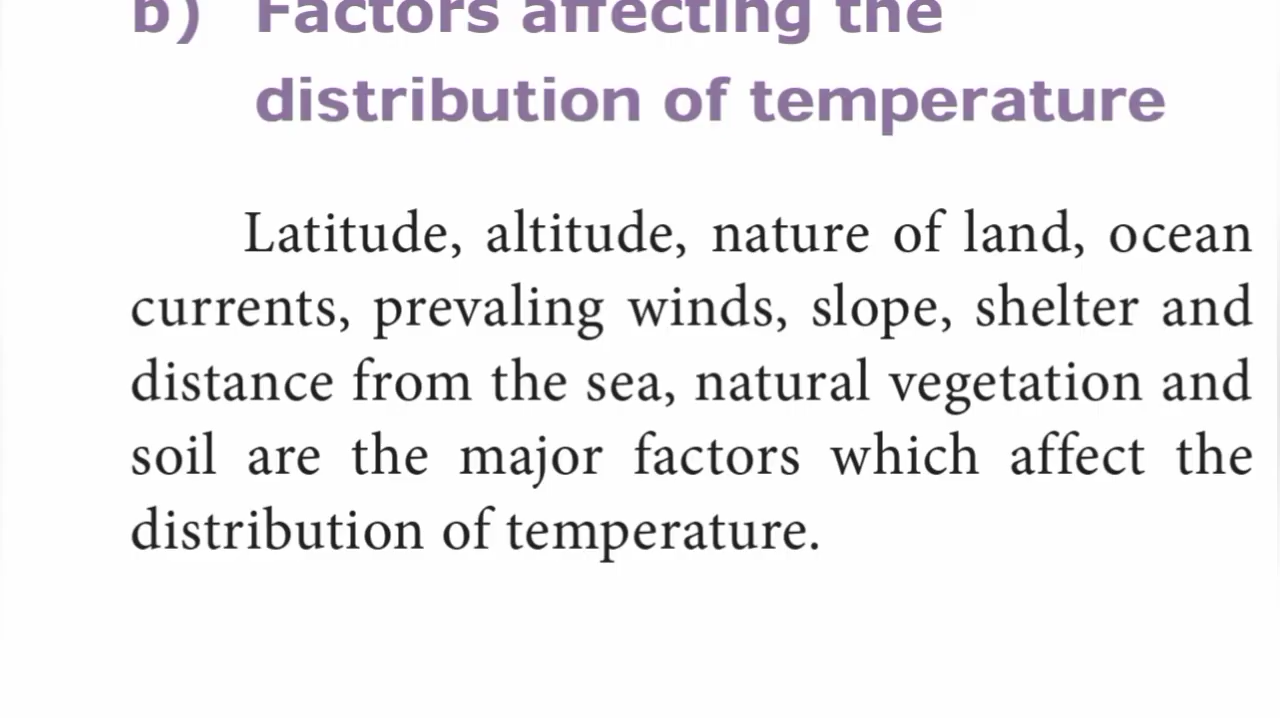 b) Factors affecting the
distribution of temperature
Latitude, altitude, nature of land, ocean
currents, prevaling winds, slope, shelter and
distance from the sea, natural vegetation and
soil are the major factors which affect the
distribution of temperature.